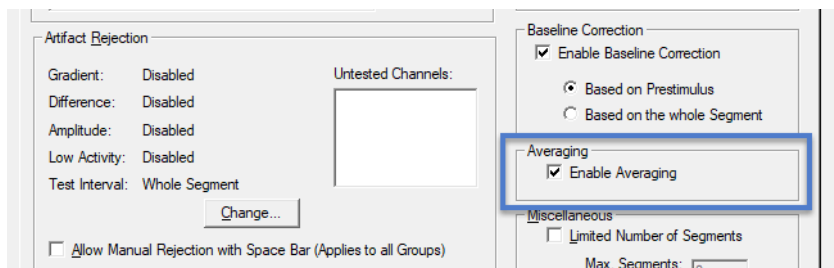 Artifact Rejection
Gradient: Disabled
Difference: Disabled
Amplitude: Disabled
Low Activity: Disabled
Test Interval: Whole Segment
Untested Channels:
Change...
Allow Manual Rejection with Space Bar (Applies to all Groups)
Baseline Correction
Enable Baseline Correction
Based on Prestimulus
Based on the whole Segment
Averaging
Enable Averaging
Miscellaneous
Limited Number of Segments
Max. Segments: